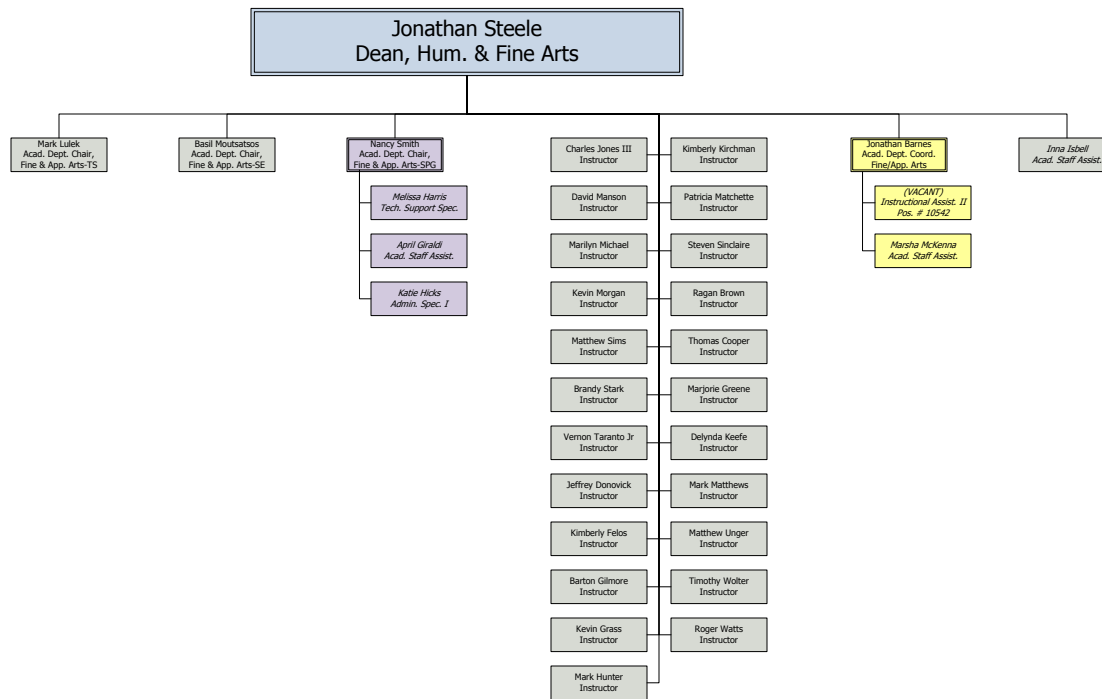 Jonathan Steele
Dean, Hum. & Fine Arts
Mark Lulek
Acad. Dept. Chair,
Fine & App. Arts-TS
Basil Moutsatsos
Acad. Dept. Chair,
Fine & App. Arts-SE
Nancy Smith
Acad. Dept. Chair,
Fine & App. Arts-SPG
Melissa Harris
Tech. Support Spec.
April Giraldi
Acad. Staff Assist.
Katie Hicks
Admin. Spec. I
Charles Jones III
Instructor
Kimberly Kirchman
Instructor
David Manson
Instructor
Patricia Matchette
Instructor
Marilyn Michael
Instructor
Steven Sinclaire
Instructor
Kevin Morgan
Instructor
Ragan Brown
Instructor
Matthew Sims
Instructor
Thomas Cooper
Instructor
Brandy Stark
Instructor
Marjorie Greene
Instructor
Vernon Taranto Jr
Instructor
Delynda Keefe
Instructor
Jeffrey Donovick
Instructor
Mark Matthews
Instructor
Kimberly Felos
Instructor
Matthew Unger
Instructor
Barton Gilmore
Instructor
Timothy Wolter
Instructor
Kevin Grass
Instructor
Roger Watts
Instructor
Mark Hunter
Instructor
Jonathan Barnes
Acad. Dept. Coord.
Fine/App. Arts
(VACANT)
Instructional Assist. II
Pos. # 10542
Marsha McKenna
Acad. Staff Assist.
Inna Isbell
Acad. Staff Assist.